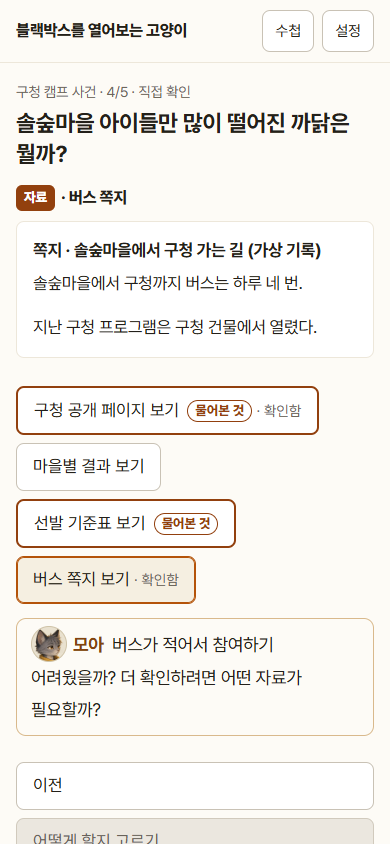 블랙박스를 열어보는 고양이
수첩
설정
구청 캠프 사건 · 4/5 · 직접 확인
솔숲마을 아이들만 많이 떨어진 까닭은
뭘까?
자료 · 버스 쪽지
쪽지 · 솔숲마을에서 구청 가는 길 (가상 기록)
솔숲마을에서 구청까지 버스는 하루 네 번.
지난 구청 프로그램은 구청 건물에서 열렸다.
구청 공개 페이지 보기 물어본 것 · 확인함
마을별 결과 보기
선발 기준표 보기 물어본 것
버스 쪽지 보기 · 확인함
모아 버스가 적어서 참여하기
어려웠을까? 더 확인하려면 어떤 자료가
필요할까?
이전
어떻게 할지 고르기